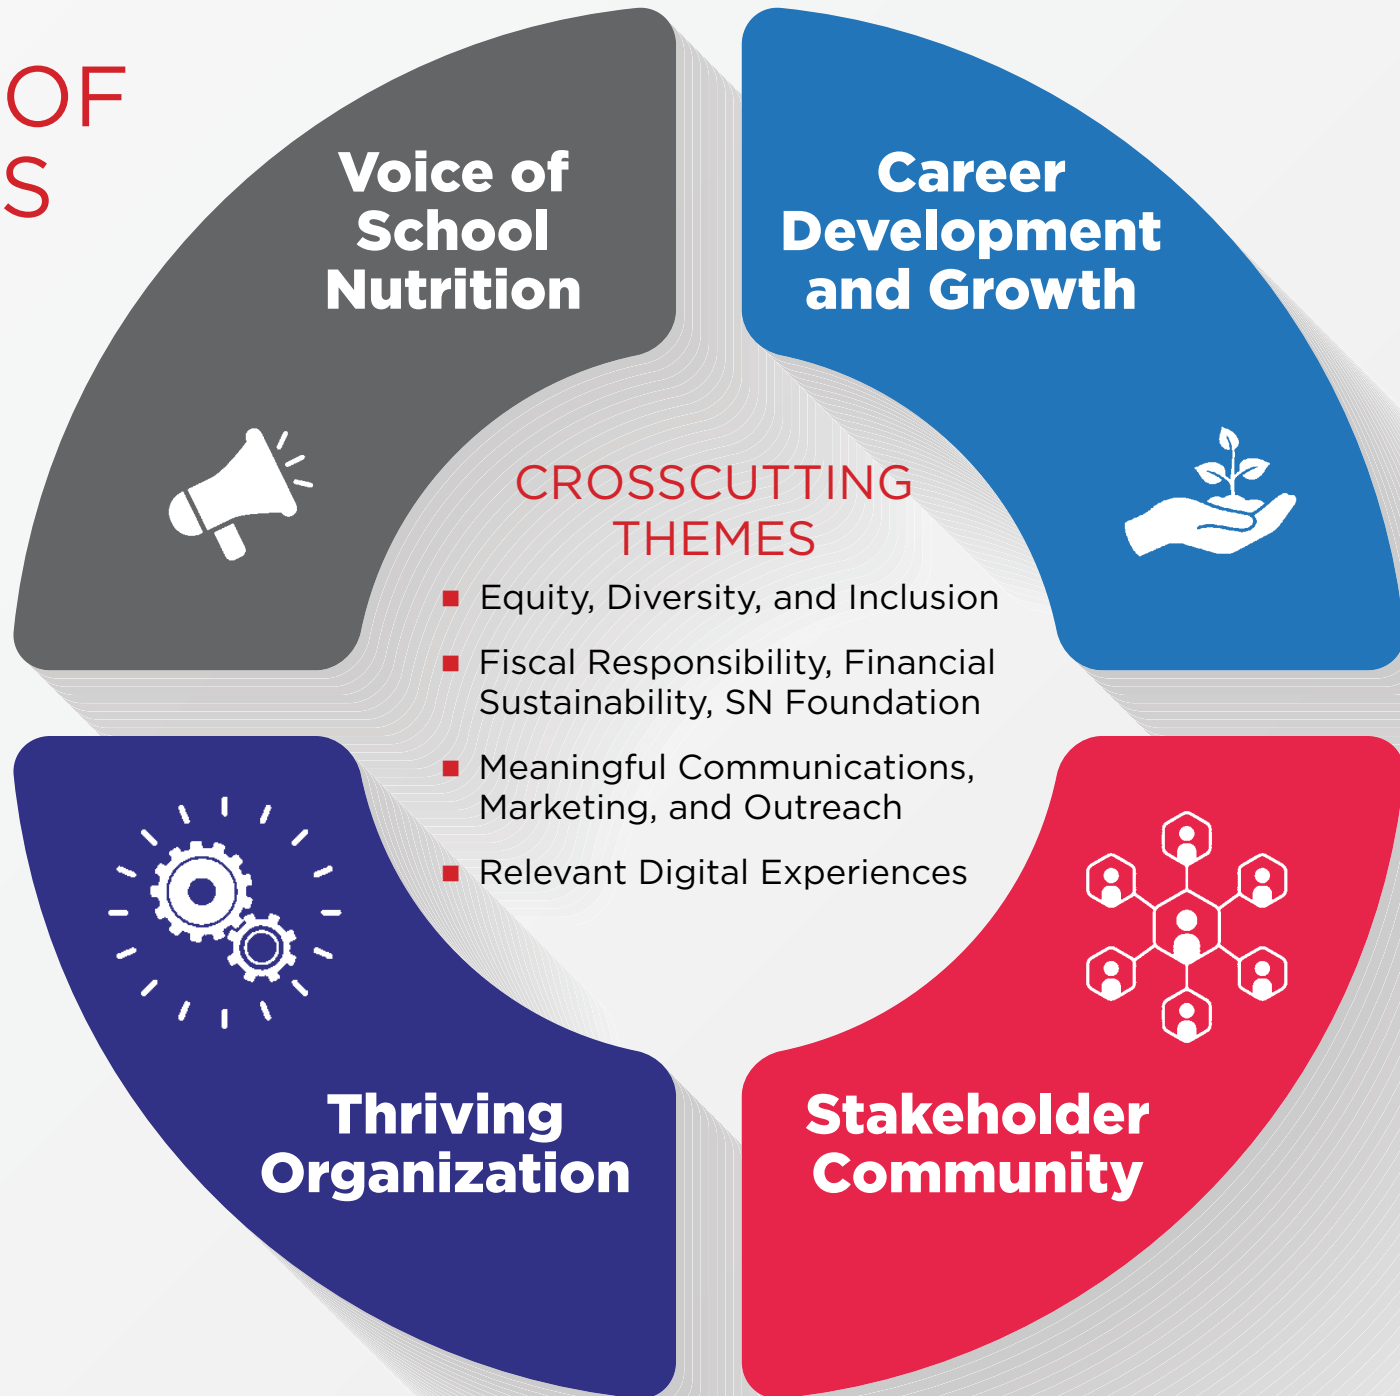 OF
S
Voice of
School
Nutrition
Career
Development
and Growth
CROSSCUTTING
THEMES
■ Equity, Diversity, and Inclusion
■ Fiscal Responsibility, Financial
Sustainability, SN Foundation
■ Meaningful Communications,
Marketing, and Outreach
■ Relevant Digital Experiences
Thriving
Organization
Stakeholder
Community